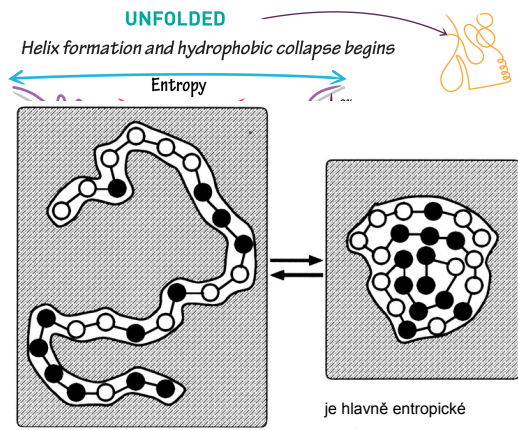 UNFOLDED
Helix formation and hydrophobic collapse begins
Entropy
je hlavně entropické